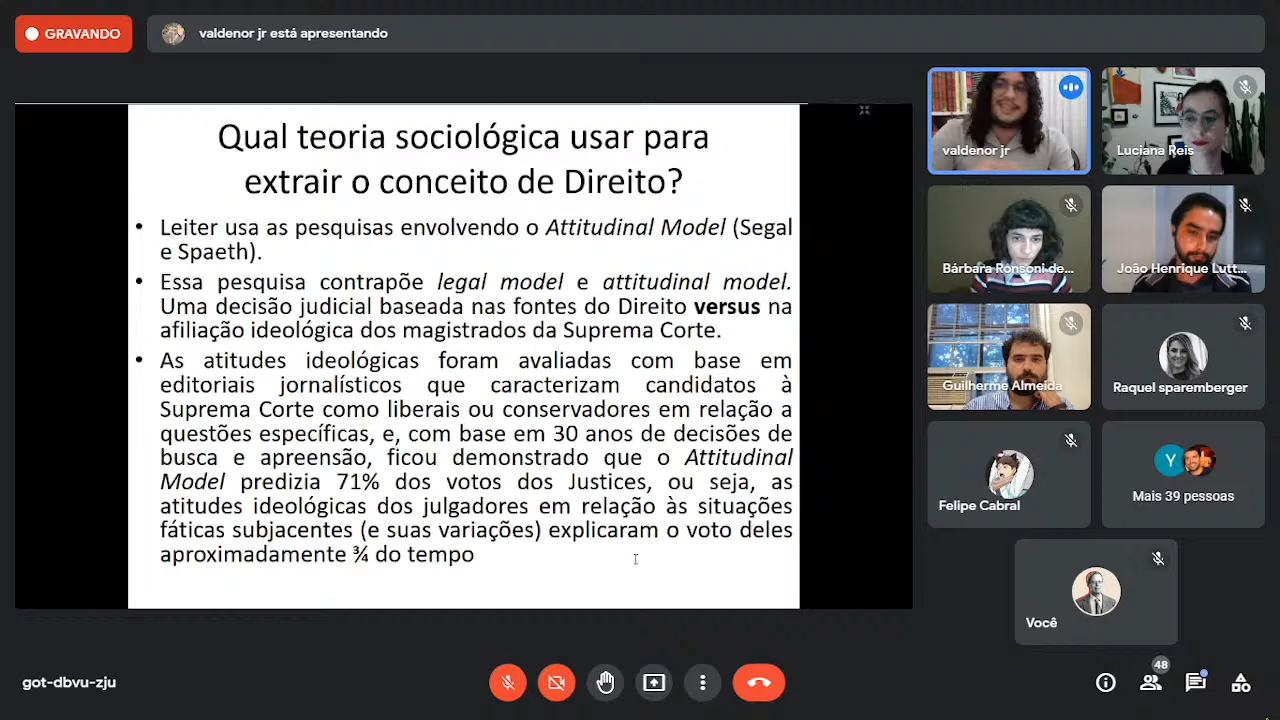 GRAVANDO
valdenor jr está apresentando
Qual teoria sociológica usar para
extrair o conceito de Direito?
• Leiter usa as pesquisas envolvendo o Attitudinal Model (Segal
e Spaeth).
• Essa pesquisa contrapõe legal model e attitudinal model.
Uma decisão judicial baseada nas fontes do Direito versus na
afiliação ideológica dos magistrados da Suprema Corte.
• As atitudes ideológicas foram avaliadas com base em
editoriais jornalísticos que caracterizam candidatos à
Suprema Corte como liberais ou conservadores em relação a
questões específicas, e, com base em 30 anos de decisões de
busca e apreensão, ficou demonstrado que o Attitudinal
Model predizia 71% dos votos dos Justices, ou seja, as
atitudes ideológicas dos julgadores em relação às situações
fáticas subjacentes (e suas variações) explicaram o voto deles
aproximadamente ¾ do tempo
valdenor jr
Luciana Reis
Bárbara Ronsoni de...
João Henrique Lutt...
Guilherme Almeida
Raquel sparemberger
Felipe Cabral
Y
Mais 39 pessoas
Você
got-dbvu-zju
48